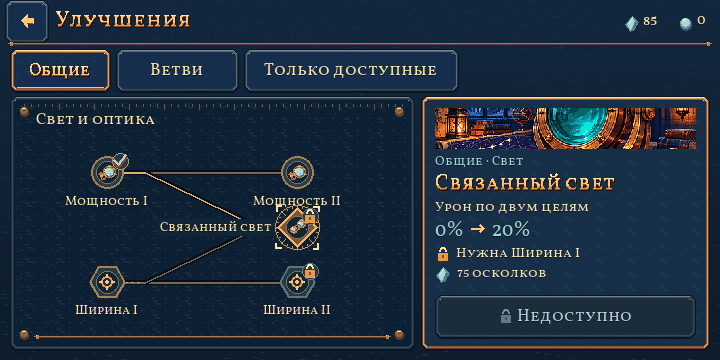 Улучшения
85
0
Общие
Ветви
Только доступные
Свет и оптика
Мощность I
Мощность II
Связанный свет
Ширина I
Ширина II
Общие · Свет
Связанный свет
Урон по двум целям
0% → 20%
Нужна Ширина I
75 осколков
Недоступно